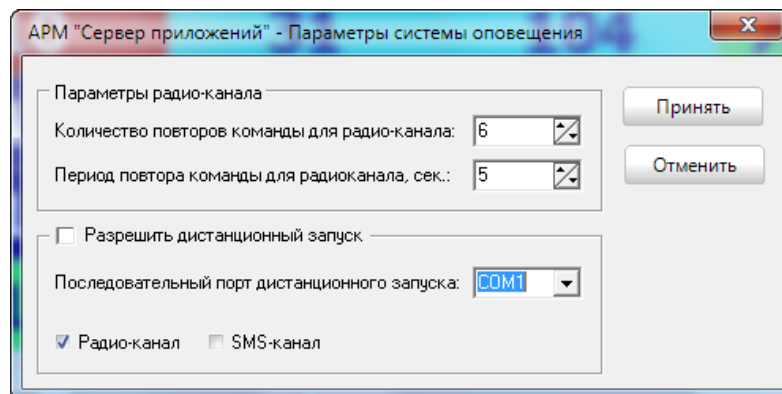 АРМ "Сервер приложений" - Параметры системы оповещения
Параметры радио-канала
Количество повторов команды для радио-канала: 6
Период повтора команды для радиоканала, сек.: 5
Принять
Отменить
Разрешить дистанционный запуск
Последовательный порт дистанционного запуска: COM1
Радио-канал SMS-канал